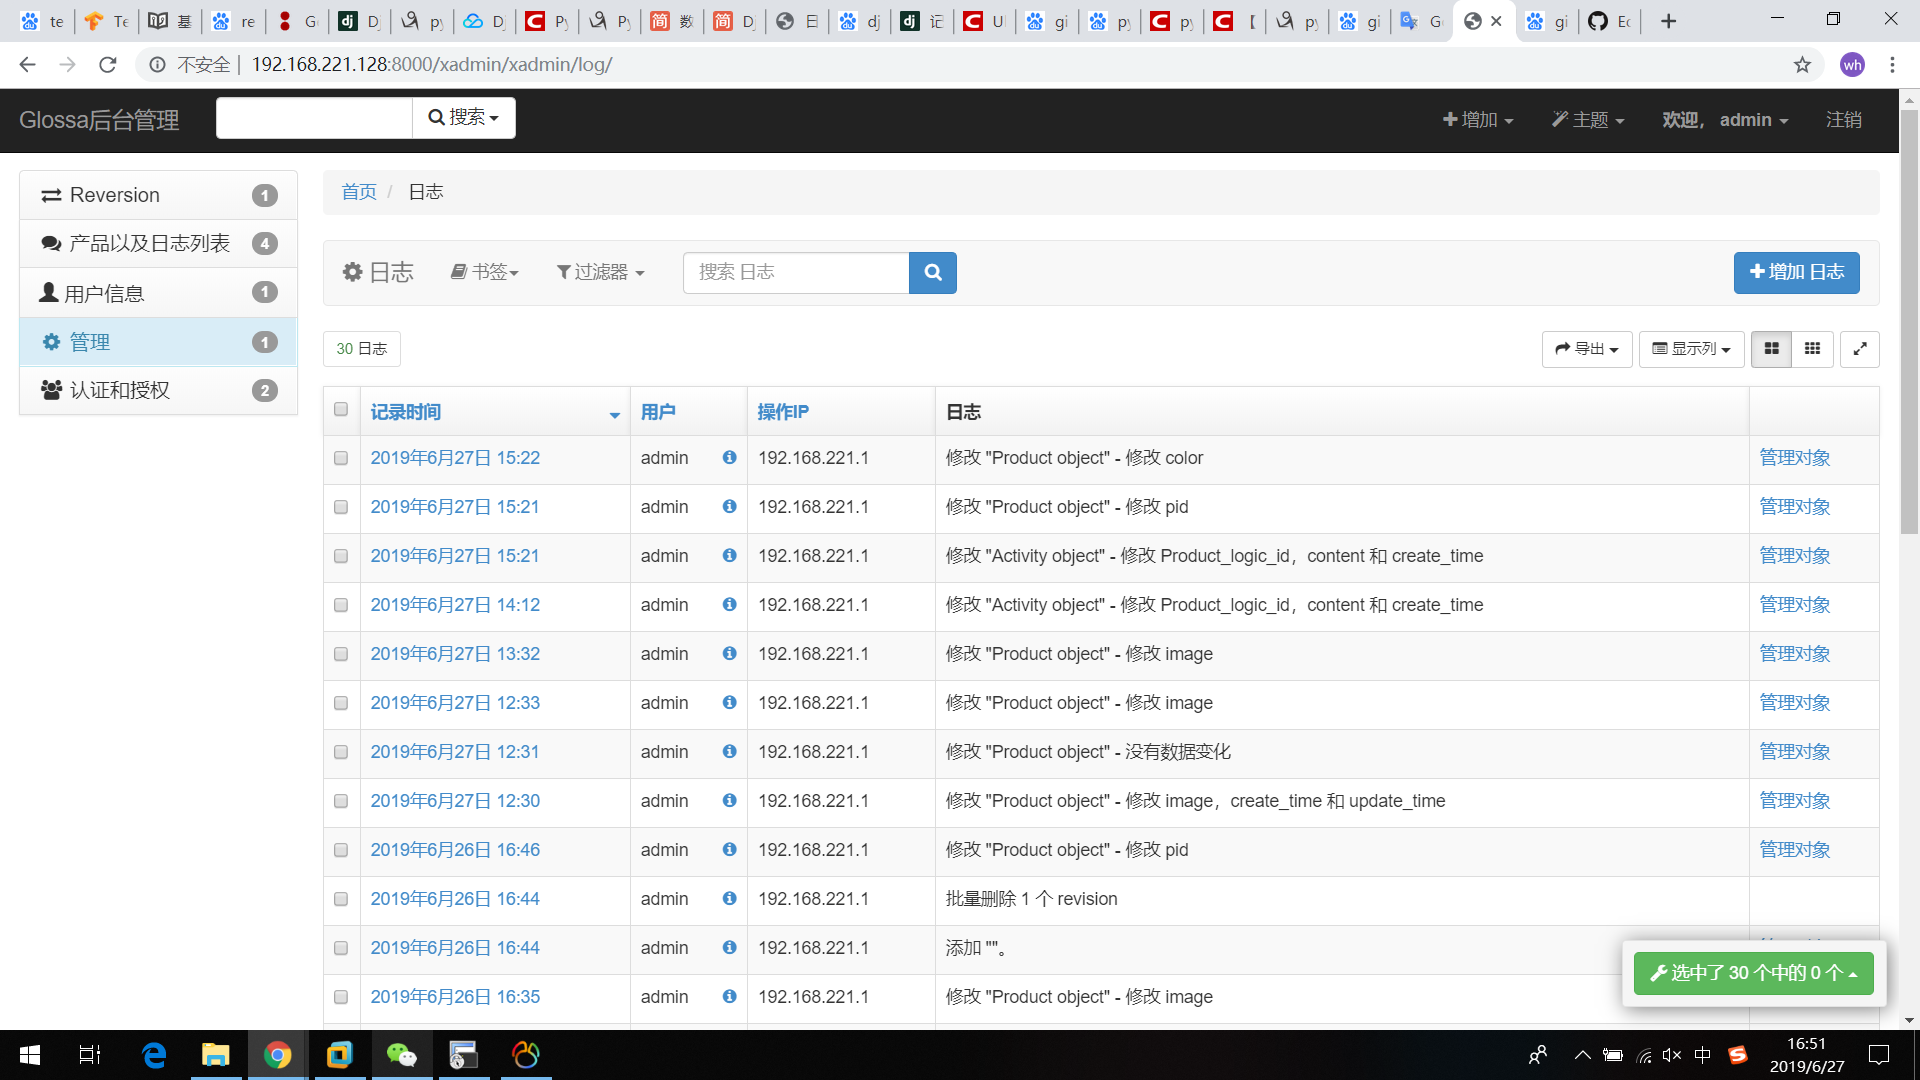 te Te 基 re G Dj py Dj Py Py 数 Dj 日 dj 记 U gi py py 【 py gi G gi Ec
不安全 | 192.168.221.128:8000/xadmin/xadmin/log/ wh
Glossa后台管理 搜索 增加 主题 欢迎， admin 注销
Reversion 1
产品以及日志列表 4
用户信息 1
管理 1
认证和授权 2
首页 / 日志
日志 书签 过滤器 搜索 日志 增加 日志
30 日志 导出 显示列
记录时间 用户 操作IP 日志
2019年6月27日 15:22 admin 192.168.221.1 修改 "Product object" - 修改 color 管理对象
2019年6月27日 15:21 admin 192.168.221.1 修改 "Product object" - 修改 pid 管理对象
2019年6月27日 15:21 admin 192.168.221.1 修改 "Activity object" - 修改 Product_logic_id，content 和 create_time 管理对象
2019年6月27日 14:12 admin 192.168.221.1 修改 "Activity object" - 修改 Product_logic_id，content 和 create_time 管理对象
2019年6月27日 13:32 admin 192.168.221.1 修改 "Product object" - 修改 image 管理对象
2019年6月27日 12:33 admin 192.168.221.1 修改 "Product object" - 修改 image 管理对象
2019年6月27日 12:31 admin 192.168.221.1 修改 "Product object" - 没有数据变化 管理对象
2019年6月27日 12:30 admin 192.168.221.1 修改 "Product object" - 修改 image，create_time 和 update_time 管理对象
2019年6月26日 16:46 admin 192.168.221.1 修改 "Product object" - 修改 pid 管理对象
2019年6月26日 16:44 admin 192.168.221.1 批量删除 1 个 revision
2019年6月26日 16:44 admin 192.168.221.1 添加 ""。
2019年6月26日 16:35 admin 192.168.221.1 修改 "Product object" - 修改 image
选中了 30 个中的 0 个
中 16:51
2019/6/27